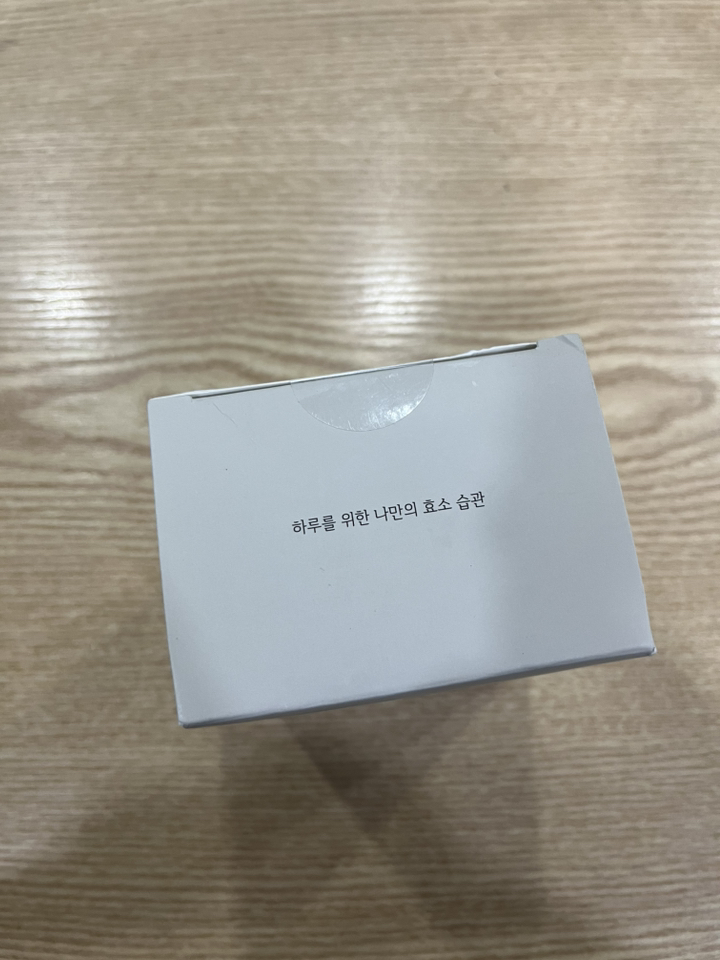 하루를 위한 나만의 효소 습관